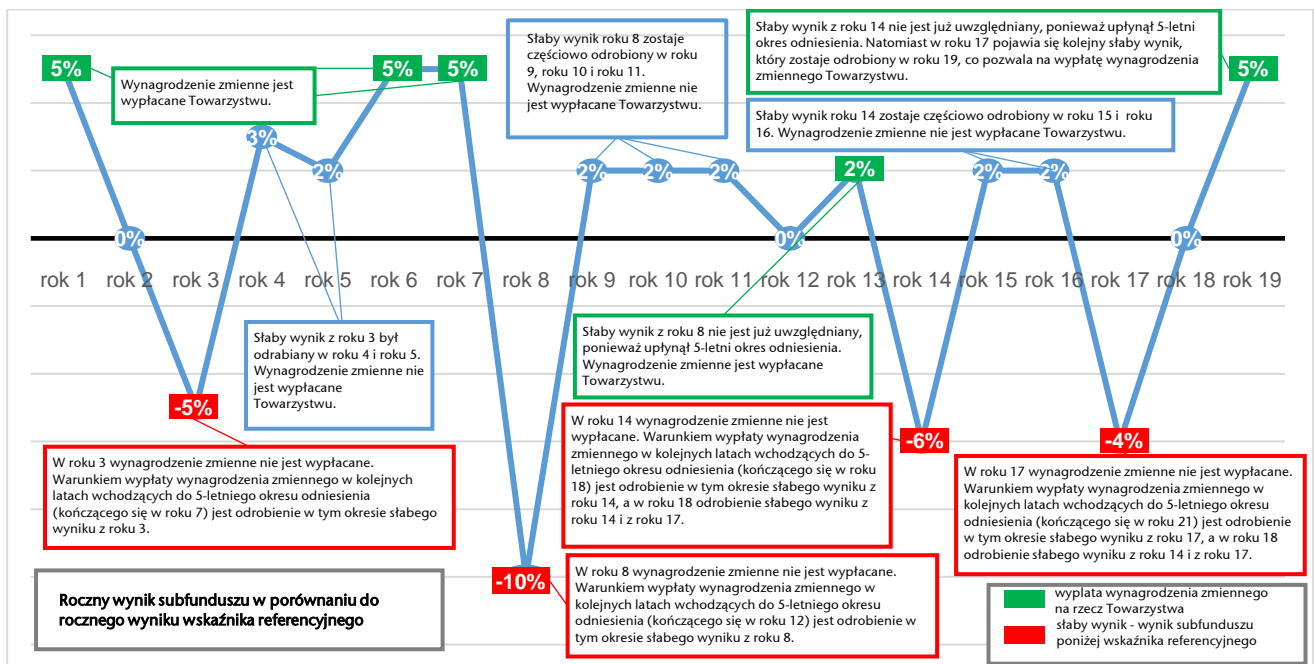 Słaby wynik z roku 14 nie jest już uwzględniany, ponieważ upłynął 5-letni
okres odniesienia. Natomiast w roku 17 pojawia się kolejny słaby wynik,
który zostaje odrobiony w roku 19, co pozwala na wypłatę wynagrodzenia
zmiennego Towarzystwu.
Słaby wynik roku 8 zostaje
częściowo odrobiony w roku
9, roku 10 i roku 11.
Wynagrodzenie zmienne nie
jest wypłacane Towarzystwu.
Wynagrodzenie zmienne jest
wypłacane Towarzystwu.
Słaby wynik roku 14 zostaje częściowo odrobiony w roku 15 i roku
16. Wynagrodzenie zmienne nie jest wypłacane Towarzystwu.
5%
0%
-5%
3%
2%
5%
5%
-10%
2%
2%
2%
0%
2%
-6%
2%
2%
-4%
0%
5%
rok 1 rok 2 rok 3 rok 4 rok 5 rok 6 rok 7 rok 8 rok 9 rok 10 rok 11 rok 12 rok 13 rok 14 rok 15 rok 16 rok 17 rok 18 rok 19
Słaby wynik z roku 3 był
odrabiany w roku 4 i roku 5.
Wynagrodzenie zmienne nie
jest wypłacane
Towarzystwu.
Słaby wynik z roku 8 nie jest już uwzględniany,
ponieważ upłynął 5-letni okres odniesienia.
Wynagrodzenie zmienne jest wypłacane
Towarzystwu.
W roku 3 wynagrodzenie zmienne nie jest wypłacane.
Warunkiem wypłaty wynagrodzenia zmiennego w kolejnych
latach wchodzących do 5-letniego okresu odniesienia
(kończącego się w roku 7) jest odrobienie w tym okresie słabego
wyniku z roku 3.
W roku 14 wynagrodzenie zmienne nie jest
wypłacane. Warunkiem wypłaty wynagrodzenia
zmiennego w kolejnych latach wchodzących do 5-
letniego okresu odniesienia (kończącego się w roku
18) jest odrobienie w tym okresie słabego wyniku z
roku 14, a w roku 18 odrobienie słabego wyniku z
roku 14 i z roku 17.
W roku 17 wynagrodzenie zmienne nie jest wypłacane.
Warunkiem wypłaty wynagrodzenia zmiennego w
kolejnych latach wchodzących do 5-letniego okresu
odniesienia (kończącego się w roku 21) jest odrobienie
w tym okresie słabego wyniku z roku 17, a w roku 18
odrobienie słabego wyniku z roku 14 i z roku 17.
W roku 8 wynagrodzenie zmienne nie jest wypłacane.
Warunkiem wypłaty wynagrodzenia zmiennego w
kolejnych latach wchodzących do 5-letniego okresu
odniesienia (kończącego się w roku 12) jest odrobienie w
tym okresie słabego wyniku z roku 8.
Roczny wynik subfunduszu w porównaniu do
rocznego wyniku wskaźnika referencyjnego
wyplata wynagrodzenia zmiennego
na rzecz Towarzystwa
słaby wynik - wynik subfunduszu
poniżej wskaźnika referencyjnego